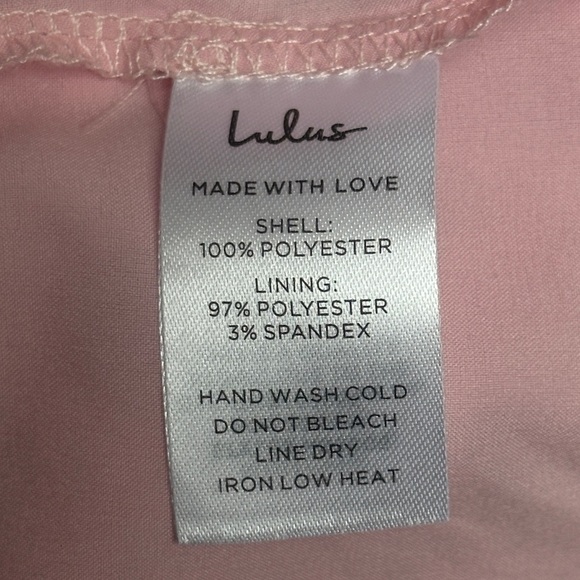 Lulus
MADE WITH LOVE
SHELL:
100% POLYESTER
LINING:
97% POLYESTER
3% SPANDEX
HAND WASH COLD
DO NOT BLEACH
LINE DRY
IRON LOW HEAT